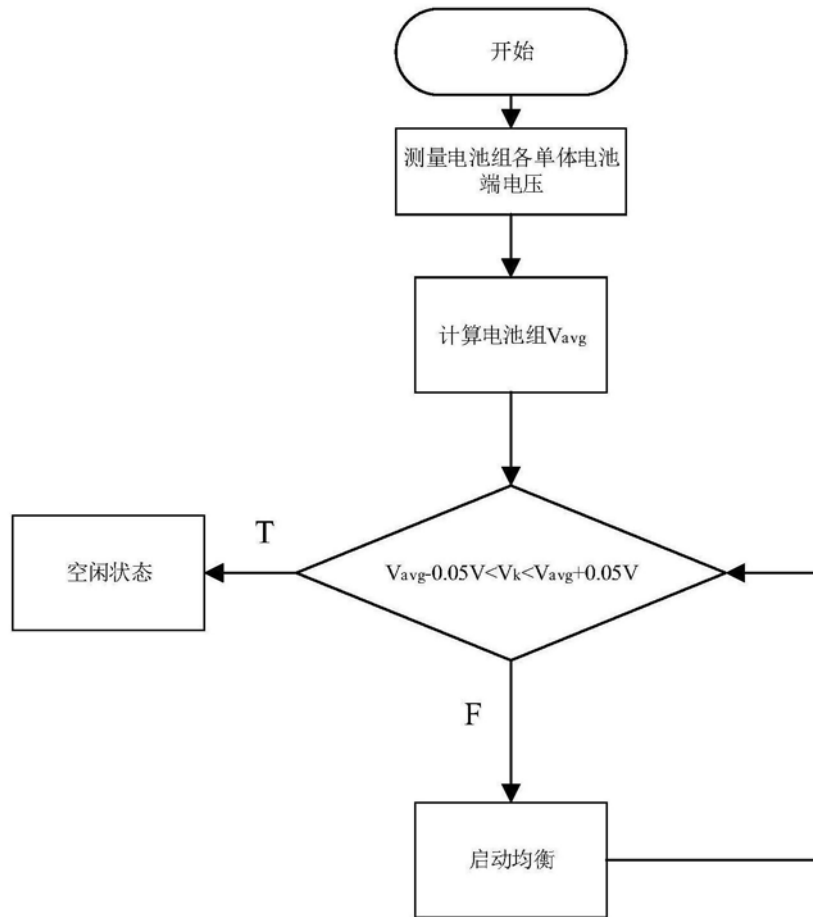 开始
测量电池组各单体电池
端电压
计算电池组Vavg
T
空闲状态
Vavg-0.05V<Vk<Vavg+0.05V
F
启动均衡